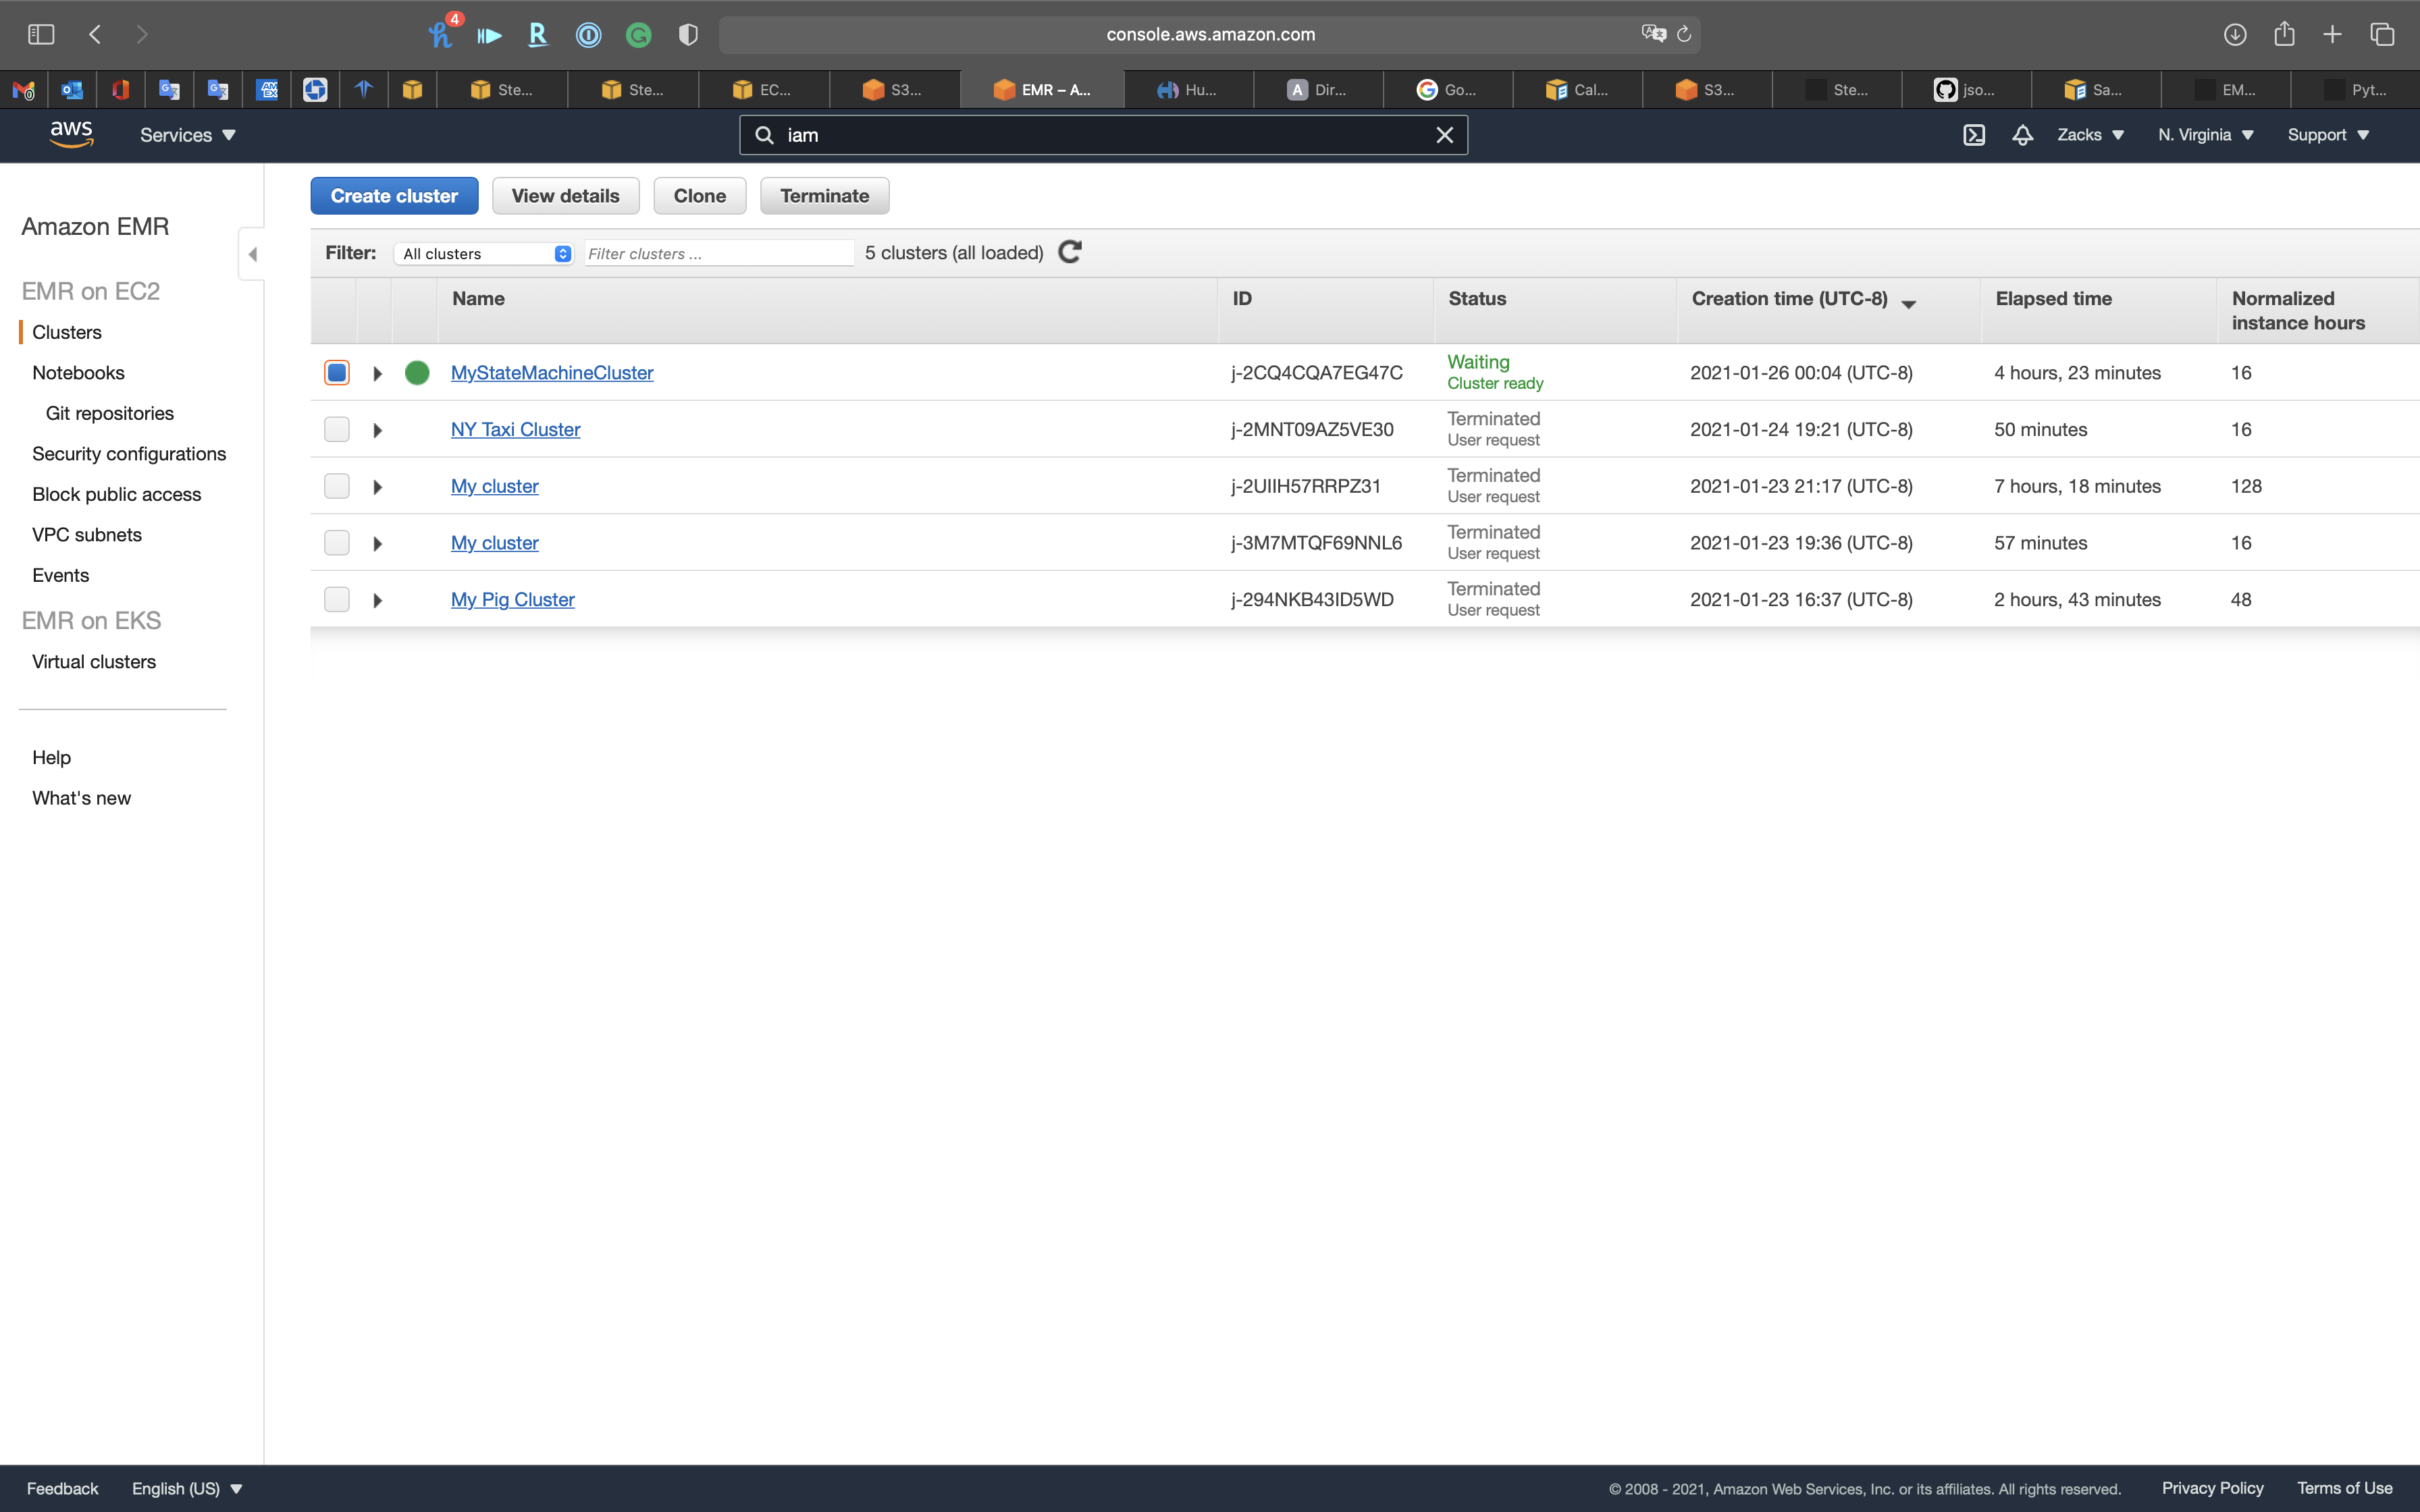 4
console.aws.amazon.com
Ste...
Ste...
EC...
S3...
EMR – A...
Hu...
Dir...
Go...
Cal...
S3...
Ste...
jso...
Sa...
EM...
Pyt...
aws
Services
iam
Zacks
N. Virginia
Support
Amazon EMR
EMR on EC2
Clusters
Notebooks
Git repositories
Security configurations
Block public access
VPC subnets
Events
EMR on EKS
Virtual clusters
Help
What's new
Create cluster
View details
Clone
Terminate
Filter: All clusters Filter clusters ... 5 clusters (all loaded)
Name ID Status Creation time (UTC-8) Elapsed time Normalized instance hours
MyStateMachineCluster j-2CQ4CQA7EG47C Waiting Cluster ready 2021-01-26 00:04 (UTC-8) 4 hours, 23 minutes 16
NY Taxi Cluster j-2MNT09AZ5VE30 Terminated User request 2021-01-24 19:21 (UTC-8) 50 minutes 16
My cluster j-2UIIH57RRPZ31 Terminated User request 2021-01-23 21:17 (UTC-8) 7 hours, 18 minutes 128
My cluster j-3M7MTQF69NNL6 Terminated User request 2021-01-23 19:36 (UTC-8) 57 minutes 16
My Pig Cluster j-294NKB43ID5WD Terminated User request 2021-01-23 16:37 (UTC-8) 2 hours, 43 minutes 48
Feedback English (US) © 2008 - 2021, Amazon Web Services, Inc. or its affiliates. All rights reserved. Privacy Policy Terms of Use